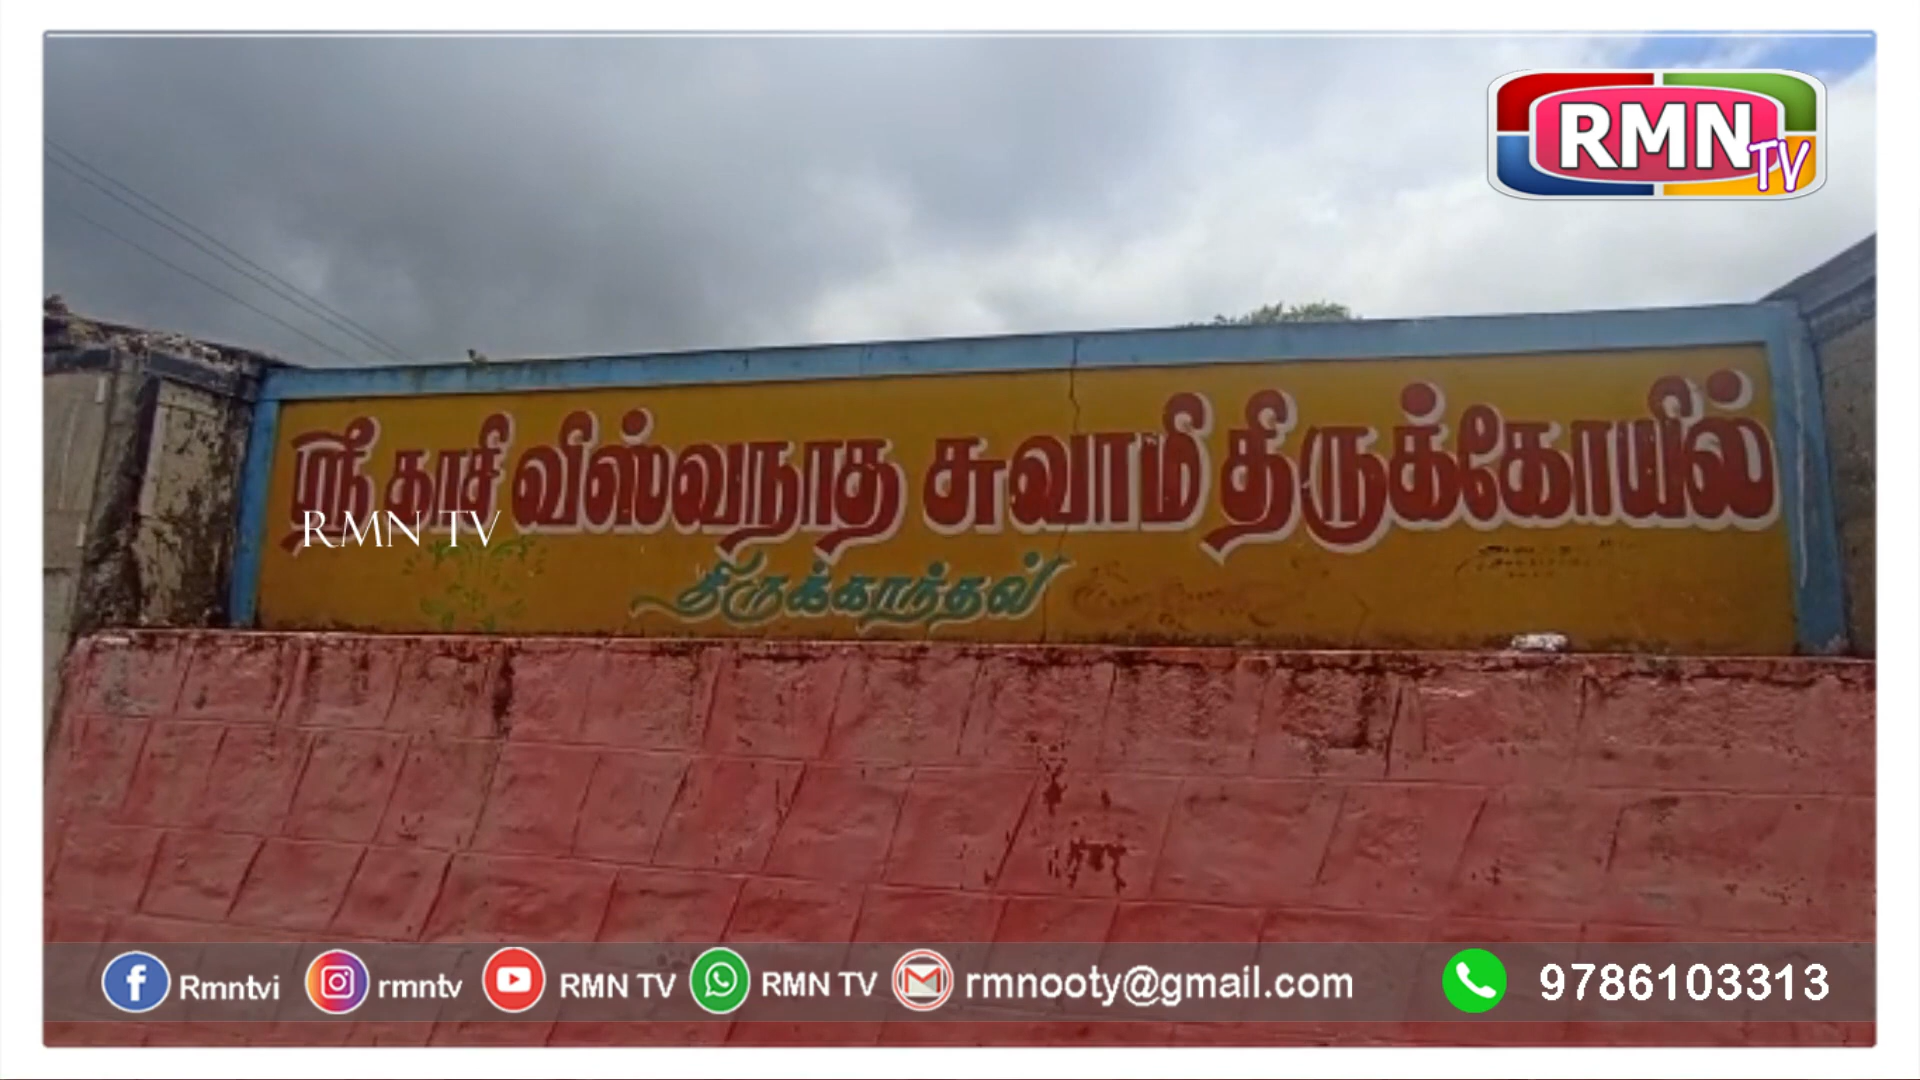 RMN TV
ஸ்ரீ காசி விஸ்வநாத சுவாமி திருக்கோயில்
RMN TV
திருக்காந்தல்
Rmntvi rmntv RMN TV RMN TV rmnooty@gmail.com 9786103313